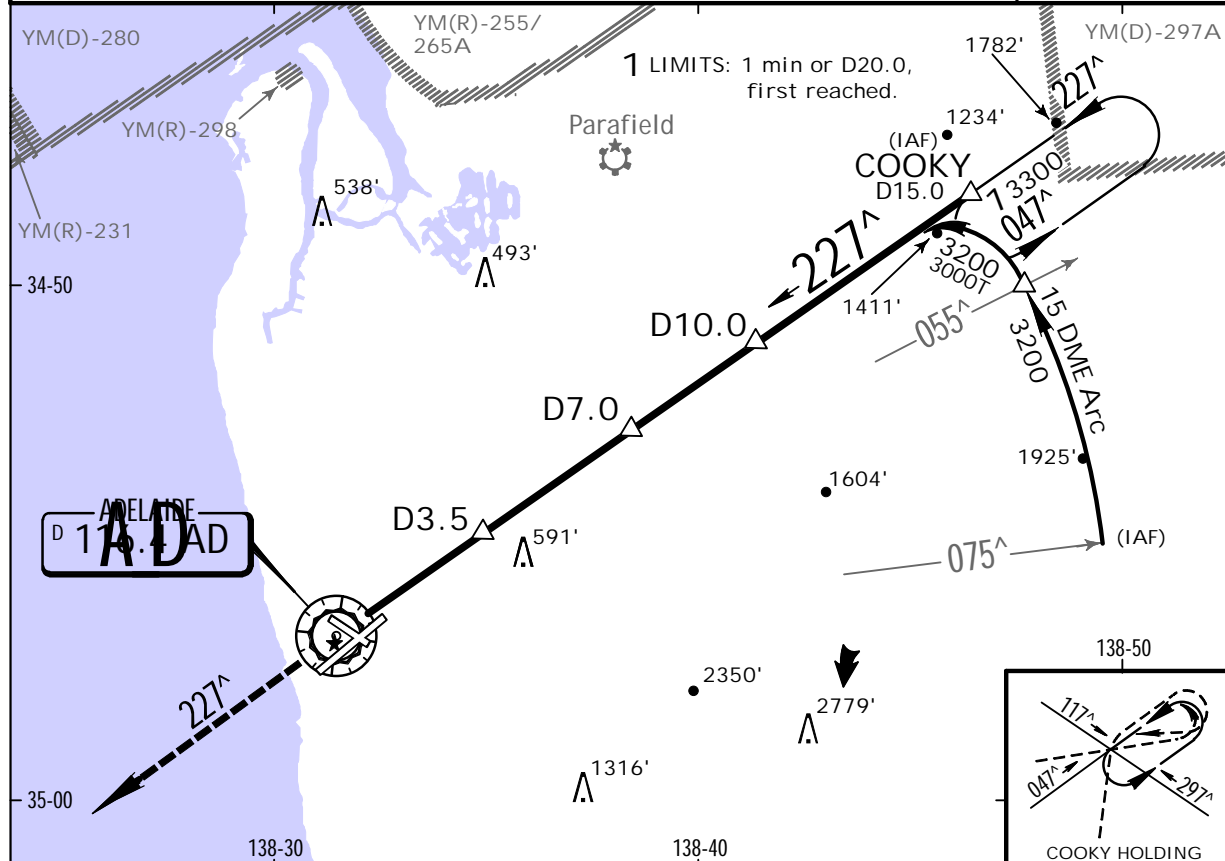 YM(D)-280
YM(R)-255/
265A
YM(D)-297A
1782'
1 LIMITS: 1 min or D20.0,
first reached.
227^
YM(R)-298
Parafield
1234'
(IAF)
COOKY
D15.0
7 3300
047^
538'
YM(R)-231
493'
227^
3200
3000T
34-50
1411'
055^
15 DME Arc
3200
D10.0
D7.0
1925'
1604'
D3.5
ADELAIDE
D 116.4 AD
AD
591'
(IAF)
075^
138-50
227^
2350'
2779'
1316'
117^
047^
297^
35-00
138-30
138-40
COOKY HOLDING